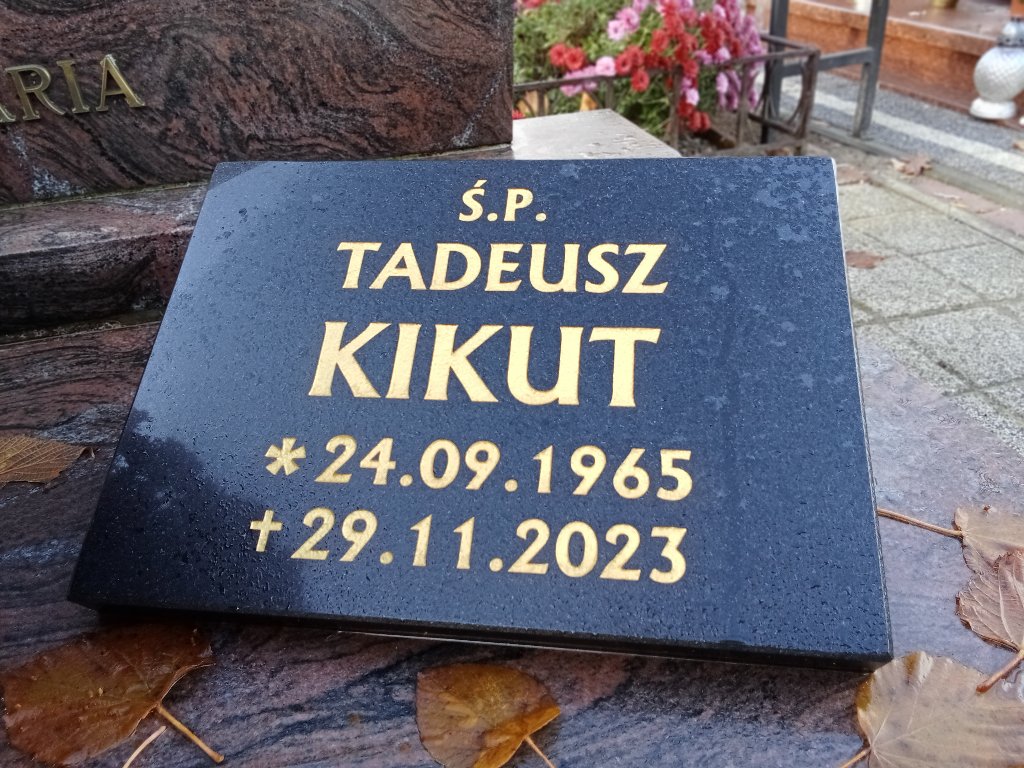 ARIA
Ś.P.
TADEUSZ
KIKUT
* 24.09.1965
✝ 29.11.2023